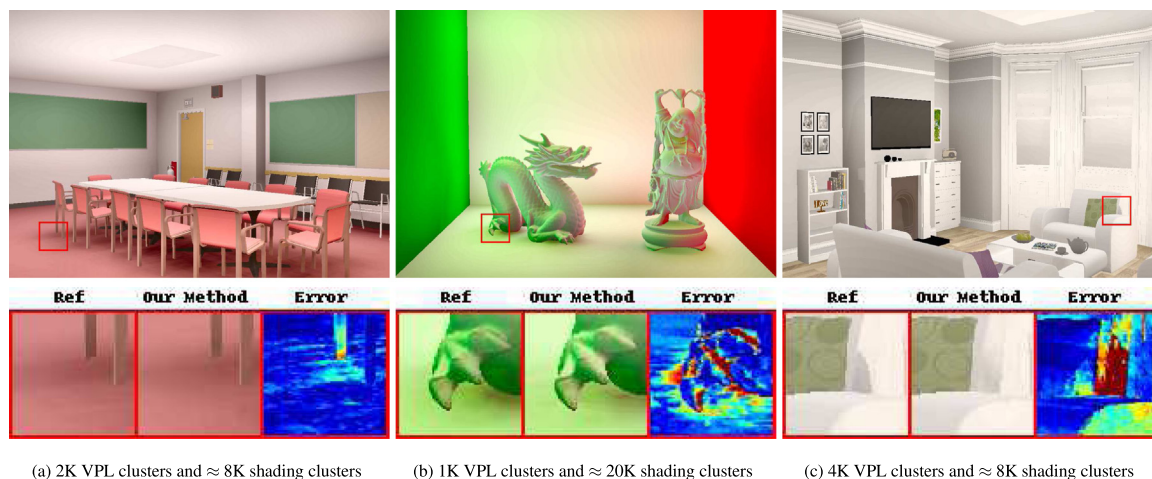 Ref Our Method Error Ref Our Method Error Ref Our Method Error
(a) 2K VPL clusters and ≈ 8K shading clusters (b) 1K VPL clusters and ≈ 20K shading clusters (c) 4K VPL clusters and ≈ 8K shading clusters